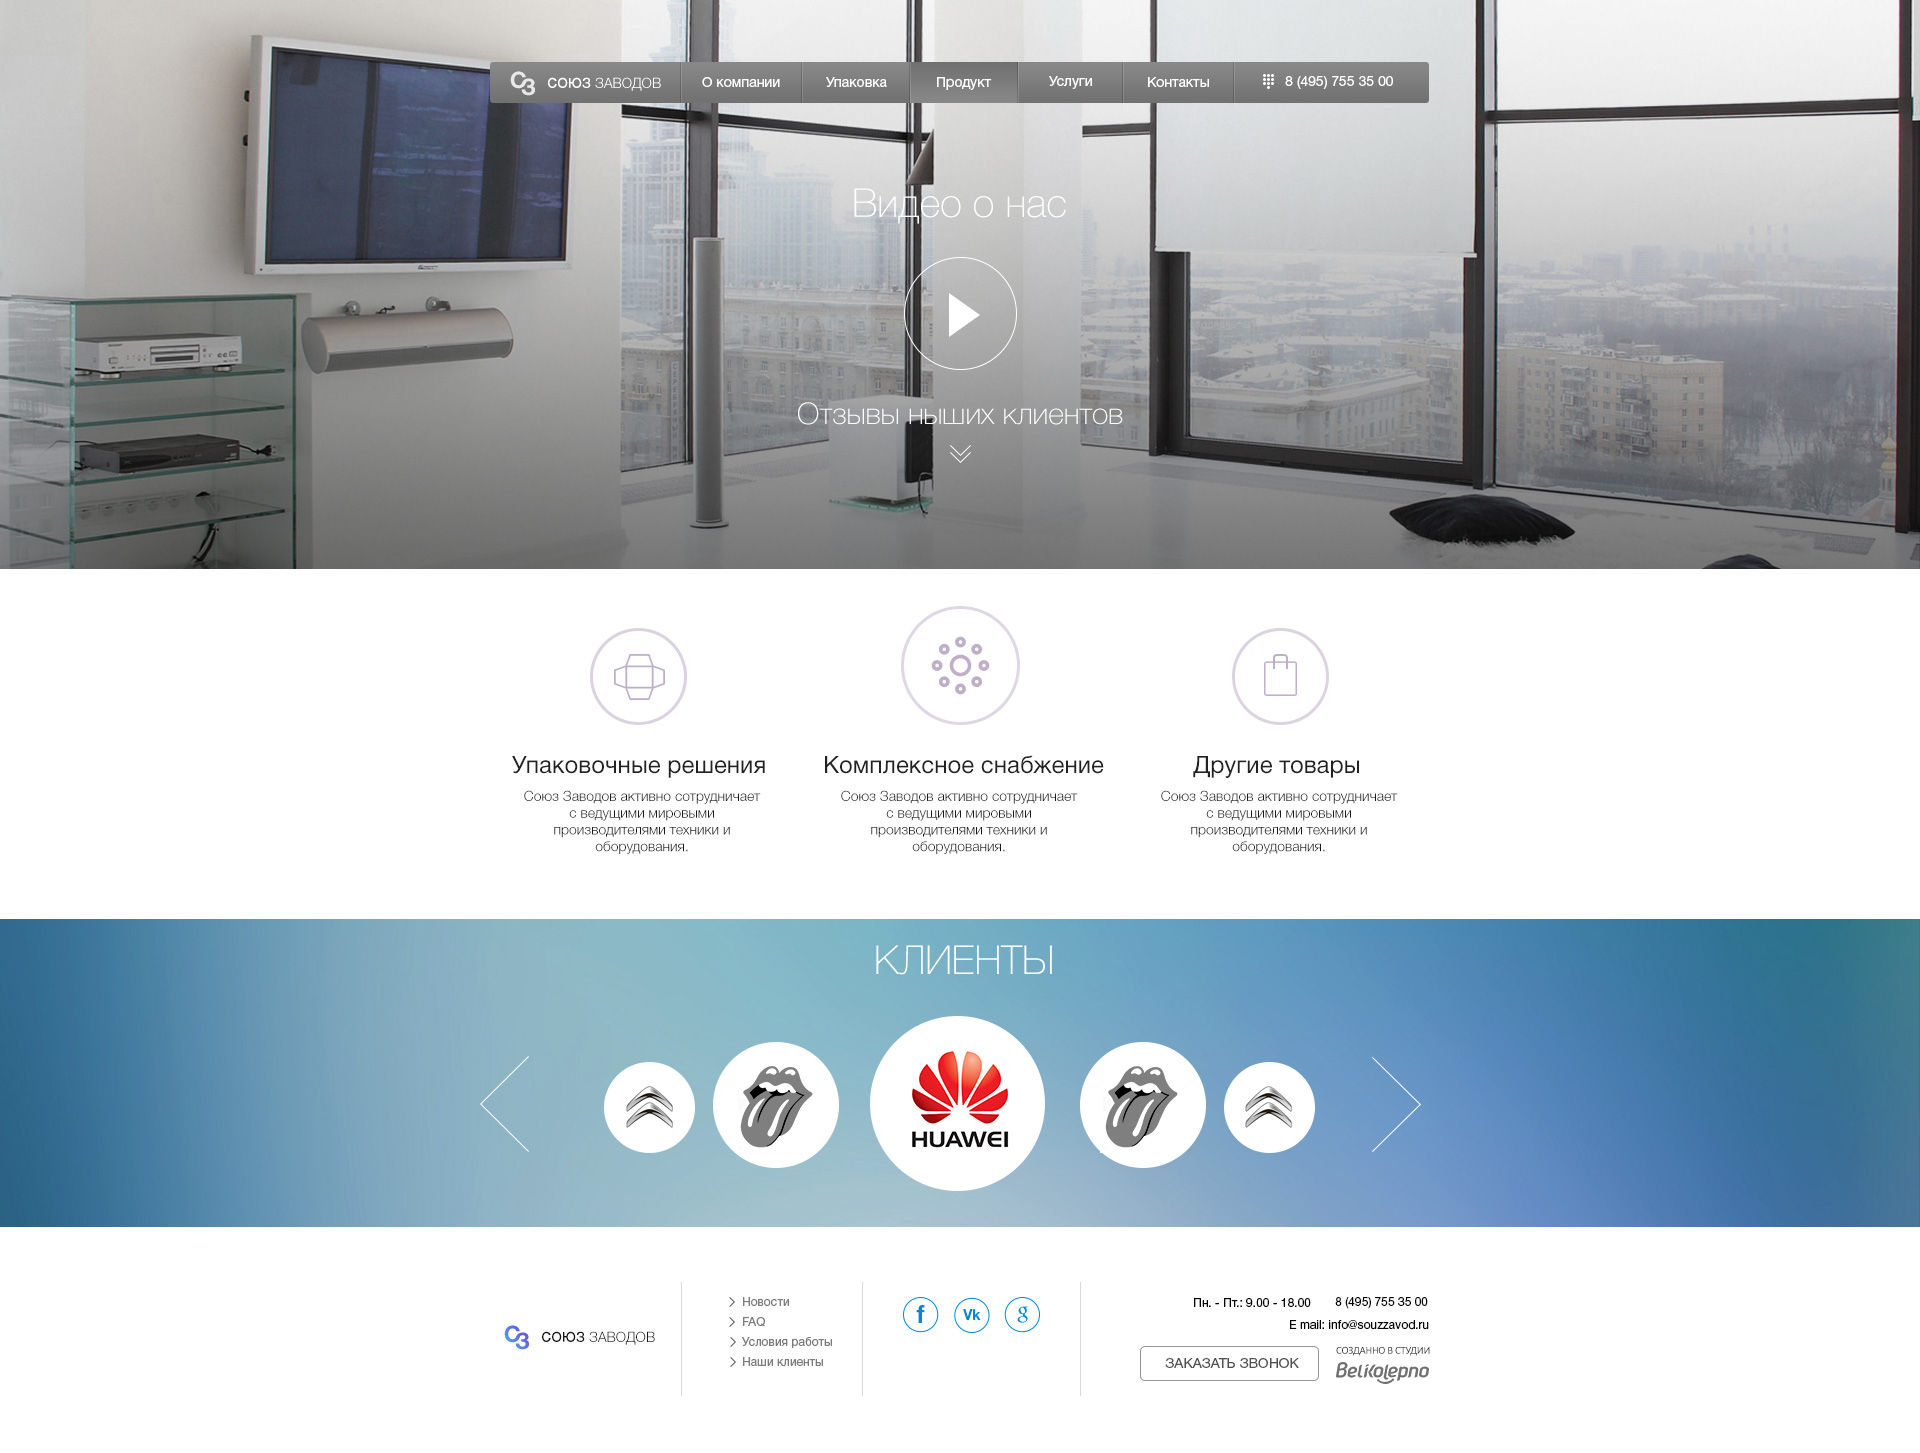 СОЮЗ ЗАВОДОВ
О компании
Упаковка
Продукт
Услуги
Контакты
8 (495) 755 35 00
Видео о нас
Отзывы ныших клиентов
Упаковочные решения
Союз Заводов активно сотрудничает
с ведущими мировыми
производителями техники и
оборудования.
Комплексное снабжение
Союз Заводов активно сотрудничает
с ведущими мировыми
производителями техники и
оборудования.
Другие товары
Союз Заводов активно сотрудничает
с ведущими мировыми
производителями техники и
оборудования.
КЛИЕНТЫ
HUAWEI
СОЮЗ ЗАВОДОВ
Новости
FAQ
Условия работы
Наши клиенты
f
Vk
g
Пн. - Пт.: 9.00 - 18.00
8 (495) 755 35 00
E mail: info@souzzavod.ru
ЗАКАЗАТЬ ЗВОНОК
СОЗДАННО В СТУДИИ
Belikolepno